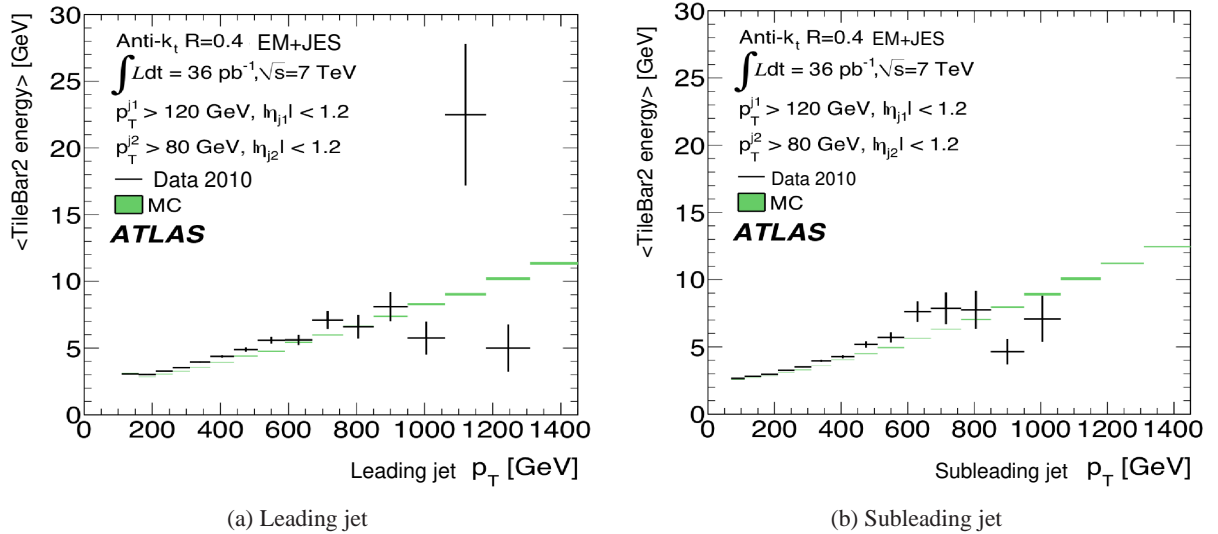 <TileBar2 energy> [GeV]
30
25
20
15
10
5
0
Anti-kt R=0.4 EM+JES
∫Ldt = 36 pb⁻¹,√s=7 TeV
p_T^j1 > 120 GeV, |η_j1| < 1.2
p_T^j2 > 80 GeV, |η_j2| < 1.2
Data 2010
MC
ATLAS
0 200 400 600 800 1000 1200 1400
Leading jet p_T [GeV]
(a) Leading jet
<TileBar2 energy> [GeV]
30
25
20
15
10
5
0
Anti-kt R=0.4 EM+JES
∫Ldt = 36 pb⁻¹,√s=7 TeV
p_T^j1 > 120 GeV, |η_j1| < 1.2
p_T^j2 > 80 GeV, |η_j2| < 1.2
Data 2010
MC
ATLAS
0 200 400 600 800 1000 1200 1400
Subleading jet p_T [GeV]
(b) Subleading jet